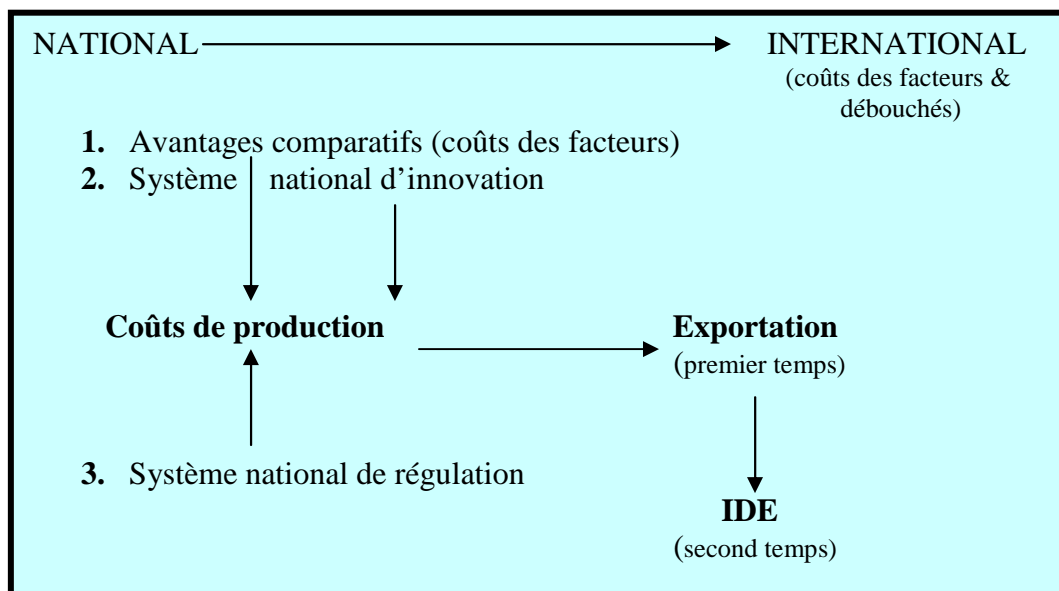 NATIONAL INTERNATIONAL
(coûts des facteurs &
débouchés)
1. Avantages comparatifs (coûts des facteurs)
2. Système national d’innovation
Coûts de production Exportation
(premier temps)
3. Système national de régulation
IDE
(second temps)